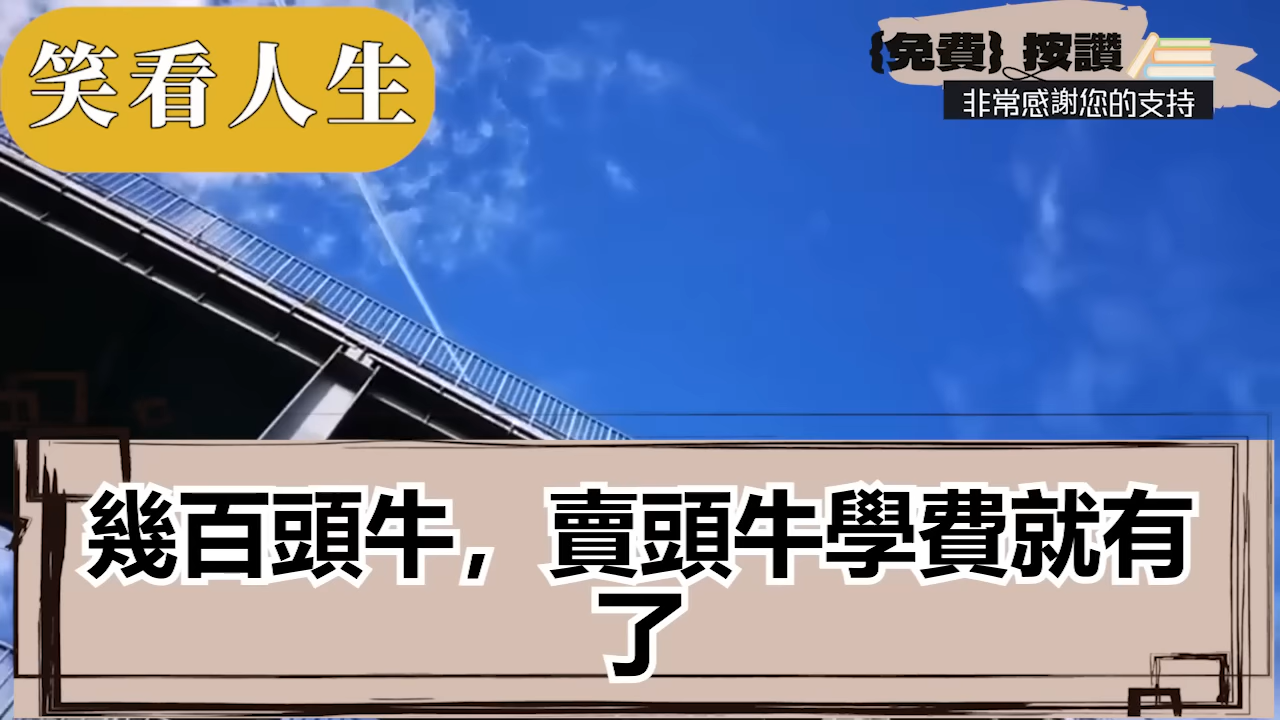 笑看人生
{免費} 按讚
非常感謝您的支持
幾百頭牛，賣頭牛學費就有
了